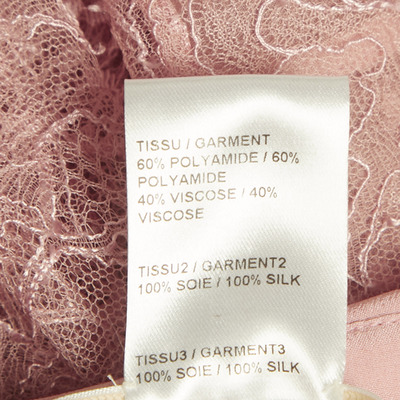 TISSU / GARMENT
60% POLYAMIDE / 60%
POLYAMIDE
40% VISCOSE / 40%
VISCOSE
TISSU2 / GARMENT2
100% SOIE / 100% SILK
TISSU3 / GARMENT3
100% SOIE / 100% SILK